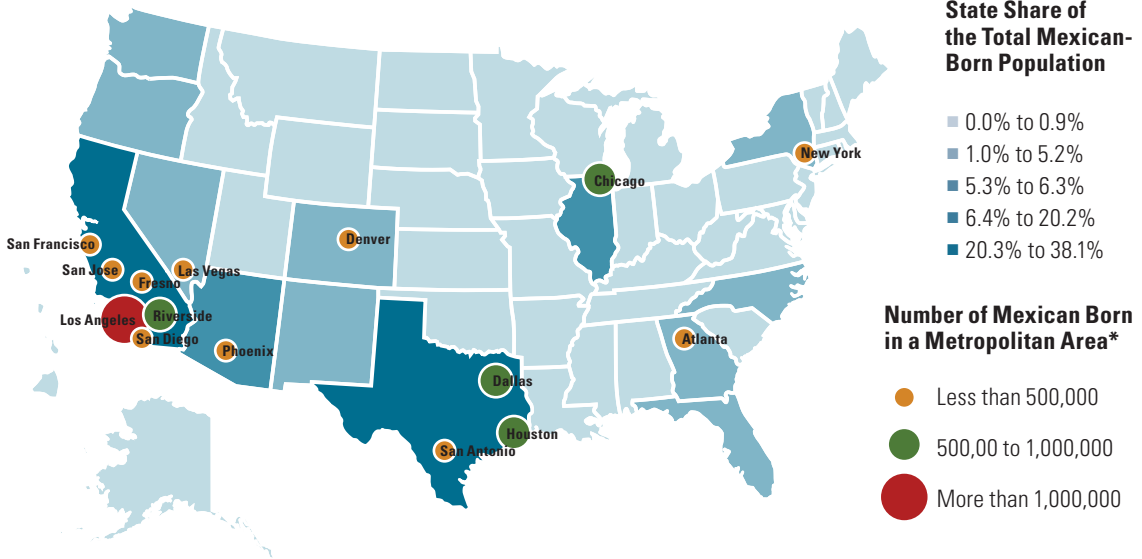 State Share of
the Total Mexican-
Born Population
0.0% to 0.9%
1.0% to 5.2%
5.3% to 6.3%
6.4% to 20.2%
20.3% to 38.1%
New York
Chicago
San Francisco
Denver
San Jose
Las Vegas
Fresno
Los Angeles
Riverside
San Diego
Phoenix
Atlanta
Dallas
Houston
San Antonio
Number of Mexican Born
in a Metropolitan Area*
Less than 500,000
500,00 to 1,000,000
More than 1,000,000